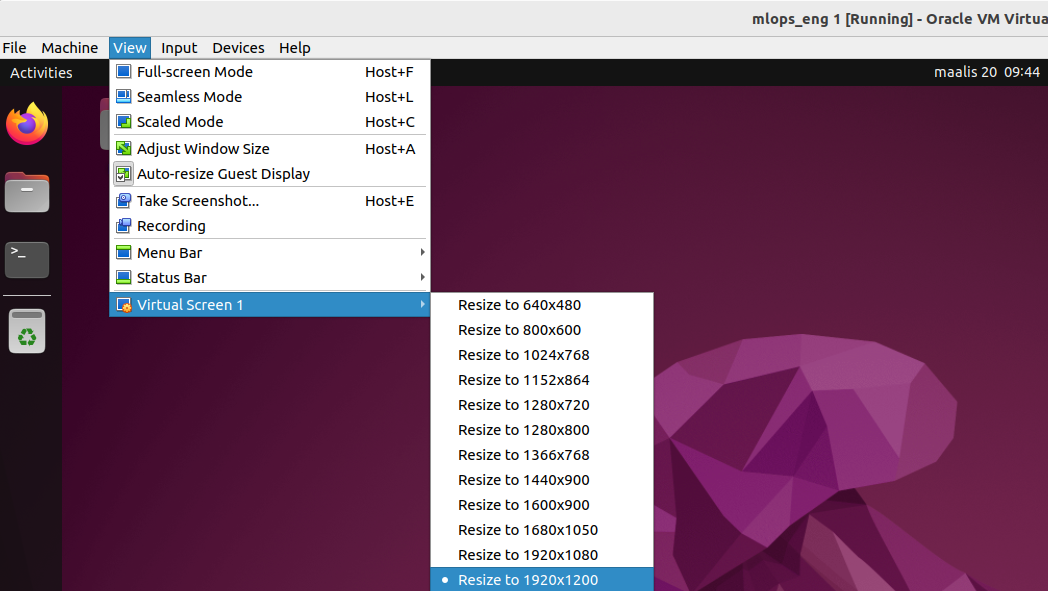 mlops_eng 1 [Running] - Oracle VM Virtua
File Machine View Input Devices Help
Activities
maalis 20 09:44
Full-screen Mode Host+F
Seamless Mode Host+L
Scaled Mode Host+C
Adjust Window Size Host+A
Auto-resize Guest Display
Take Screenshot... Host+E
Recording
Menu Bar
Status Bar
Virtual Screen 1
Resize to 640x480
Resize to 800x600
Resize to 1024x768
Resize to 1152x864
Resize to 1280x720
Resize to 1280x800
Resize to 1366x768
Resize to 1440x900
Resize to 1600x900
Resize to 1680x1050
Resize to 1920x1080
Resize to 1920x1200